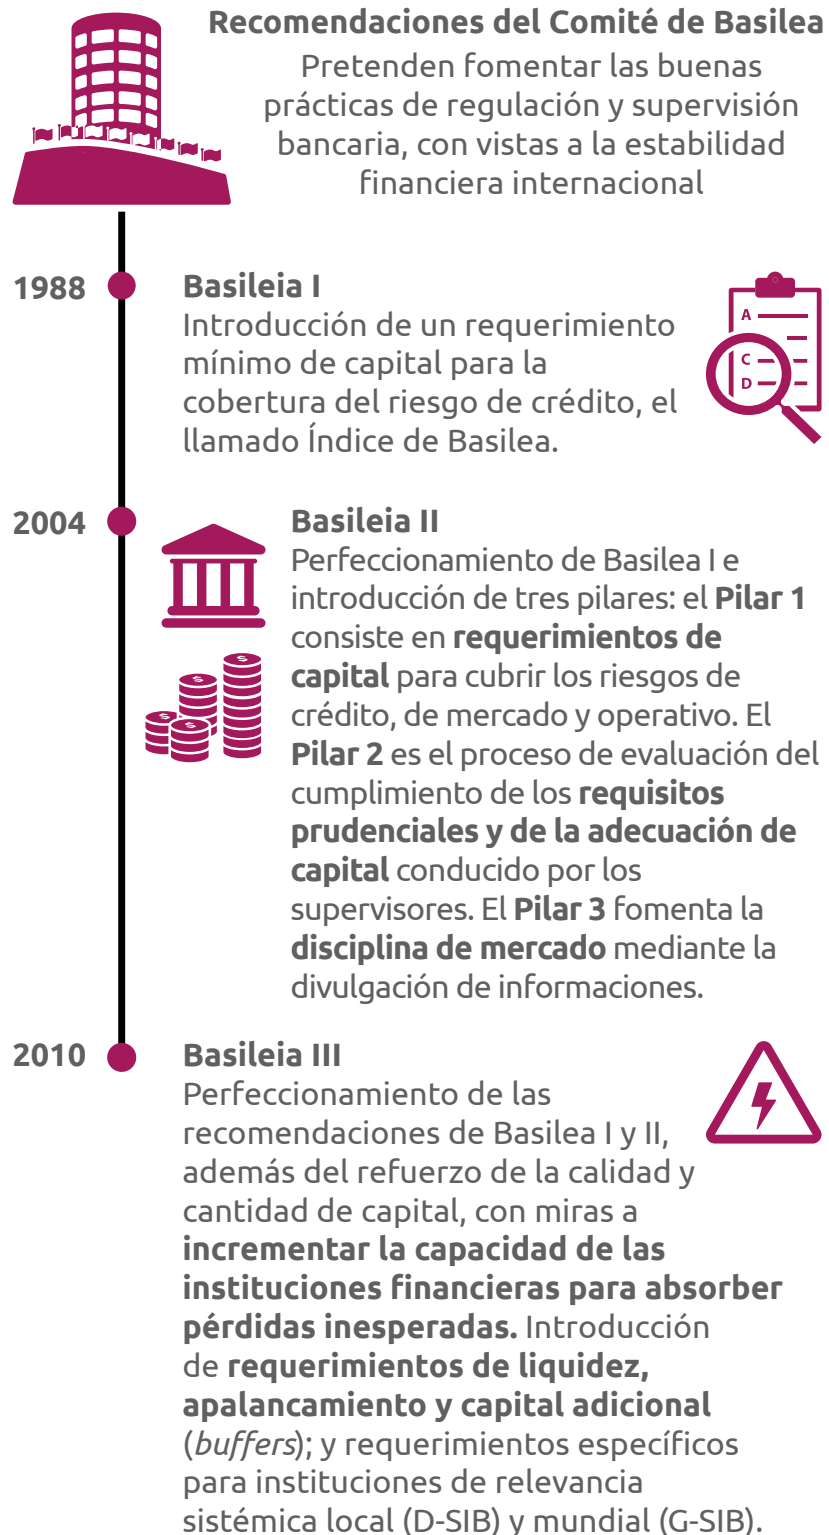 Recomendaciones del Comité de Basilea
Pretenden fomentar las buenas
prácticas de regulación y supervisión
bancaria, con vistas a la estabilidad
financiera internacional
1988
Basileia I
Introducción de un requerimiento
mínimo de capital para la
cobertura del riesgo de crédito, el
llamado Índice de Basilea.
A
C
D
2004
Basileia II
Perfeccionamiento de Basilea I e
introducción de tres pilares: el Pilar 1
consiste en requerimientos de
capital para cubrir los riesgos de
crédito, de mercado y operativo. El
Pilar 2 es el proceso de evaluación del
cumplimiento de los requisitos
prudenciales y de la adecuación de
capital conducido por los
supervisores. El Pilar 3 fomenta la
disciplina de mercado mediante la
divulgación de informaciones.
$
$
$
$
2010
Basileia III
Perfeccionamiento de las
recomendaciones de Basilea I y II,
además del refuerzo de la calidad y
cantidad de capital, con miras a
incrementar la capacidad de las
instituciones financieras para absorber
pérdidas inesperadas. Introducción
de requerimientos de liquidez,
apalancamiento y capital adicional
(buffers); y requerimientos específicos
para instituciones de relevancia
sistémica local (D-SIB) y mundial (G-SIB).